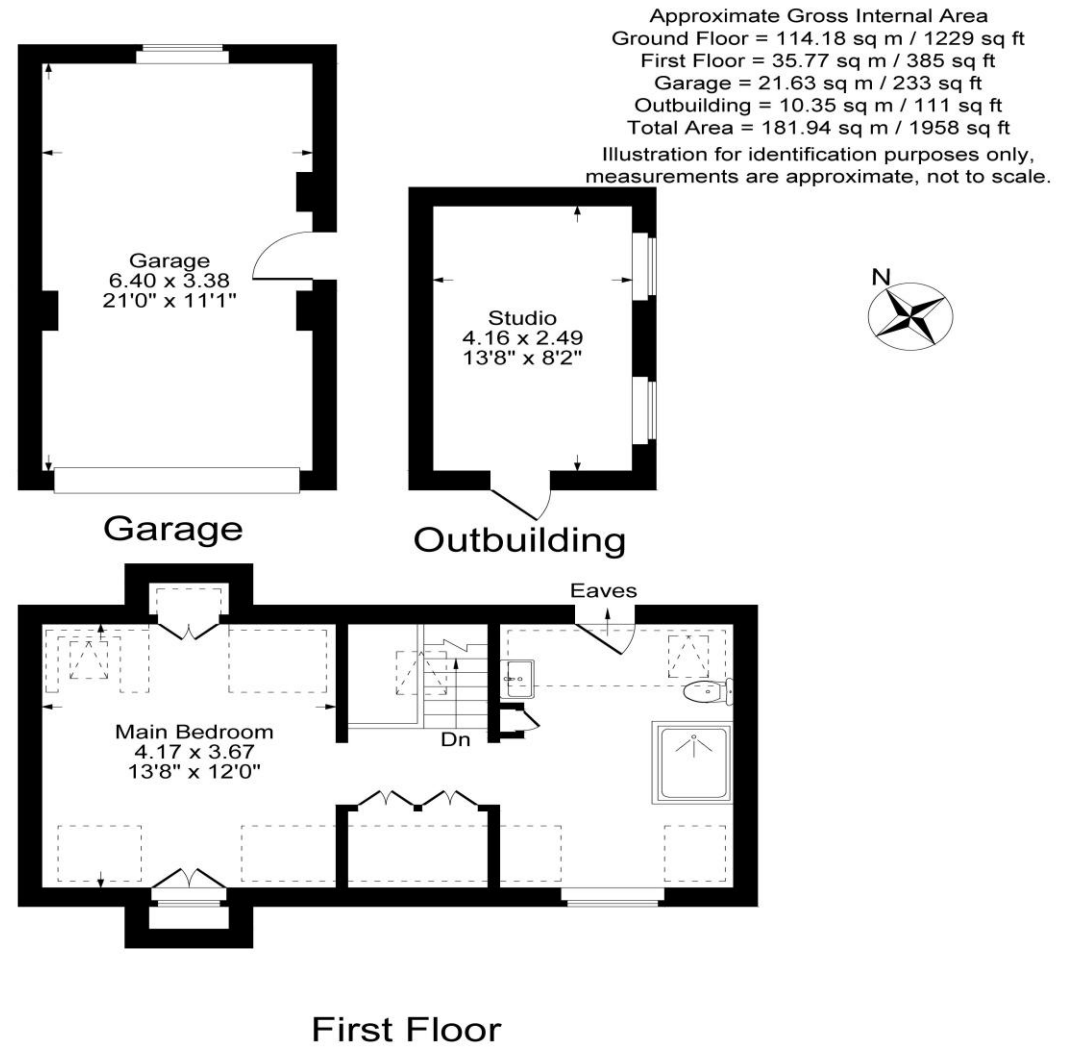 Approximate Gross Internal Area
Ground Floor = 114.18 sq m / 1229 sq ft
First Floor = 35.77 sq m / 385 sq ft
Garage = 21.63 sq m / 233 sq ft
Outbuilding = 10.35 sq m / 111 sq ft
Total Area = 181.94 sq m / 1958 sq ft
Illustration for identification purposes only,
measurements are approximate, not to scale.
Garage
6.40 x 3.38
21'0" x 11'1"
Studio
4.16 x 2.49
13'8" x 8'2"
N
Garage
Outbuilding
Eaves
Main Bedroom
4.17 x 3.67
13'8" x 12'0"
Dn
First Floor